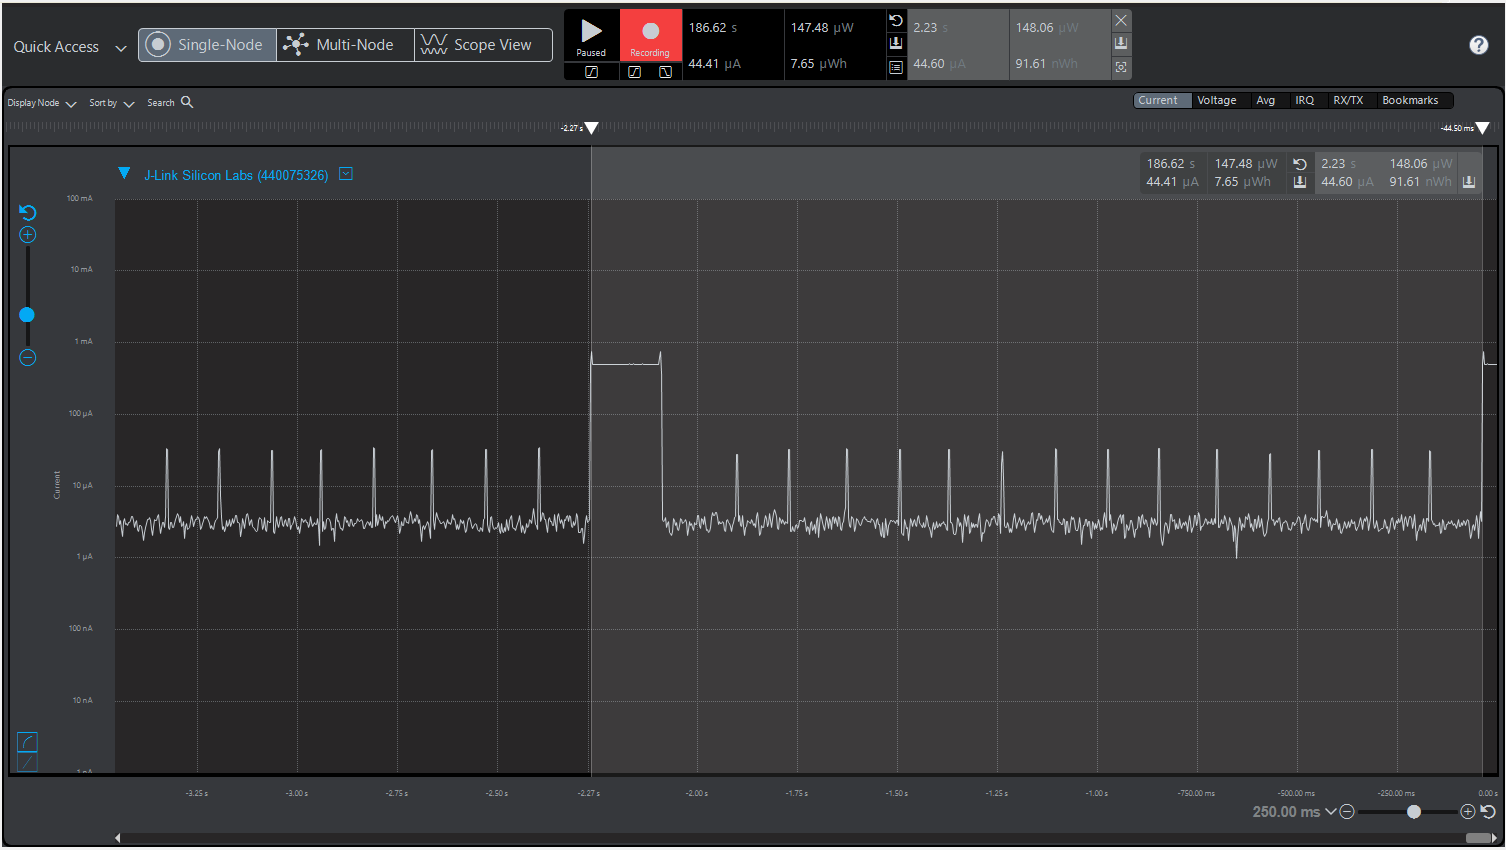 Quick Access
Single-Node
Multi-Node
Scope View
Paused
Recording
186.62 s
147.48 µW
44.41 µA
7.65 µWh
2.23 s
148.06 µW
44.60 µA
91.61 nWh
Display Node
Sort by
Search
Current
Voltage
Avg
IRQ
RX/TX
Bookmarks
-2.27 s
-44.50 ms
J-Link Silicon Labs (440075326)
186.62 s
147.48 µW
2.23 s
148.06 µW
44.41 µA
7.65 µWh
44.60 µA
91.61 nWh
100 mA
10 mA
1 mA
100 µA
Current
10 µA
1 µA
100 nA
10 nA
1 nA
-3.25 s
-3.00 s
-2.75 s
-2.50 s
-2.27 s
-2.00 s
-1.75 s
-1.50 s
-1.25 s
-1.00 s
-750.00 ms
-500.00 ms
-250.00 ms
0.00 s
250.00 ms